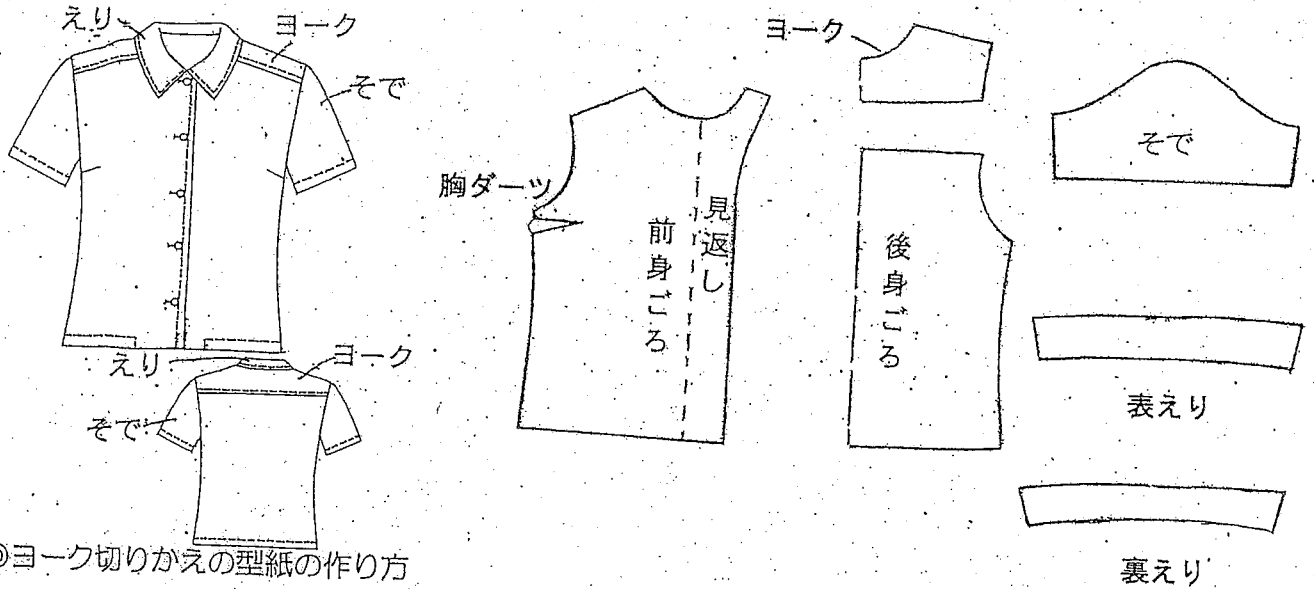 えり
ヨーク
そで
えり
ヨーク
そで
◎ヨーク切りかえの型紙の作り方
胸ダーツ
前身ごろ
見返し
ヨーク
後身ごろ
そで
表えり
裏えり